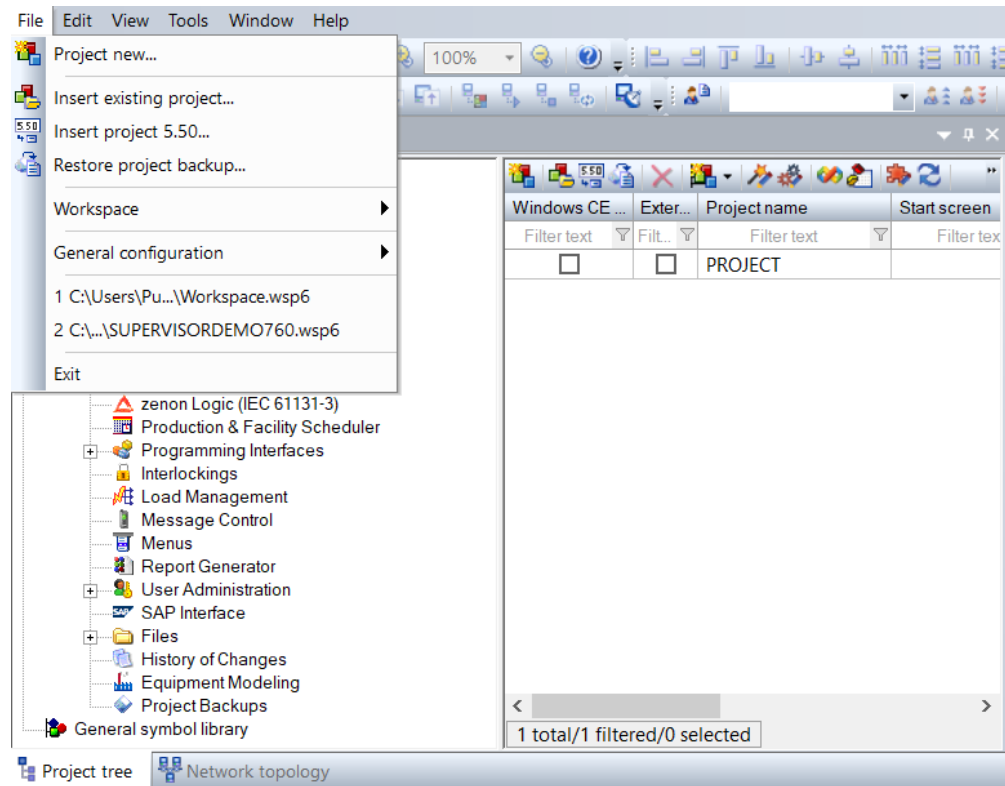 File Edit View Tools Window Help
Project new...
100%
Insert existing project...
Insert project 5.50...
5.50
Restore project backup...
5.50
Workspace
Windows CE ... Exter... Project name Start screen
Filter text Filt... Filter text Filter tex
General configuration
PROJECT
1 C:\Users\Pu...\Workspace.wsp6
2 C:\...\SUPERVISORDEMO760.wsp6
Exit
zenon Logic (IEC 61131-3)
Production & Facility Scheduler
Programming Interfaces
Interlockings
Load Management
Message Control
Menus
Report Generator
User Administration
SAP Interface
SAP
Files
History of Changes
Equipment Modeling
Project Backups
General symbol library
1 total/1 filtered/0 selected
Project tree Network topology